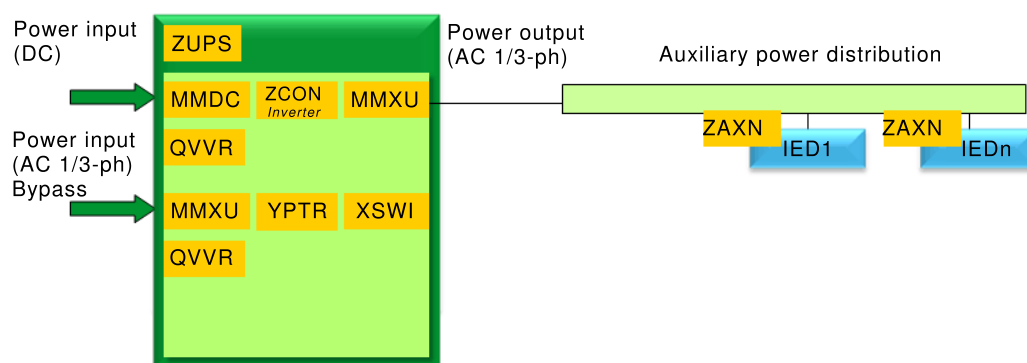 Power input
(DC)
ZUPS
Power output
(AC 1/3-ph)
Auxiliary power distribution
MMDC
ZCON
Inverter
MMXU
Power input
(AC 1/3-ph)
Bypass
QVVR
ZAXN
IED1
ZAXN
IEDn
MMXU
YPTR
XSWI
QVVR